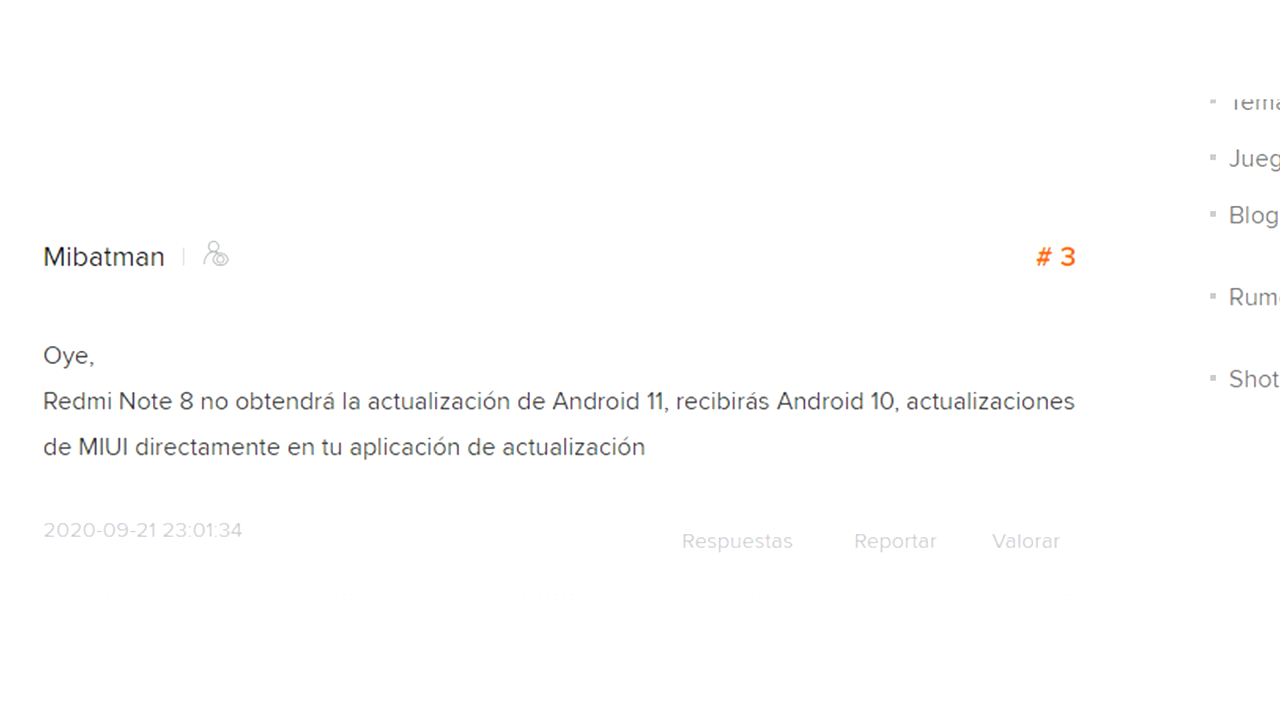 Mibatman
# 3
Oye,
Redmi Note 8 no obtendrá la actualización de Android 11, recibirás Android 10, actualizaciones
de MIUI directamente en tu aplicación de actualización
2020-09-21 23:01:34
Respuestas Reportar Valorar
Jueg
Blog
Rum
Shot